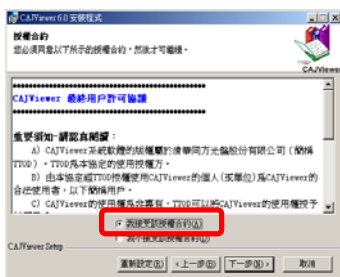 CAJViewer 6.0 安裝程式
授權合約
您必須同意以下所示的授權合約，然後才可繼續。
CAJViewer
CAJViewer 最終用戶許可協議
重要須知-請認真閱讀：
A) CAJViewer系統軟體的版權屬於清華同方光盤股份有限公司（簡稱
TTOD）。TTOD為本協定的使用授權方。
B) 由本協定經TTOD授權使用CAJViewer的個人(或單位)爲CAJViewer的
合法使用者，以下簡稱用戶。
C) CAJViewer的使用權為非專有。TTOD可以將CAJViewer的使用權授予
我接受該授權合約(A)
我不接受該授權合約(D)
CAJViewer Setup
重新設定(R)
<上一步(B)
下一步(N)>
取消